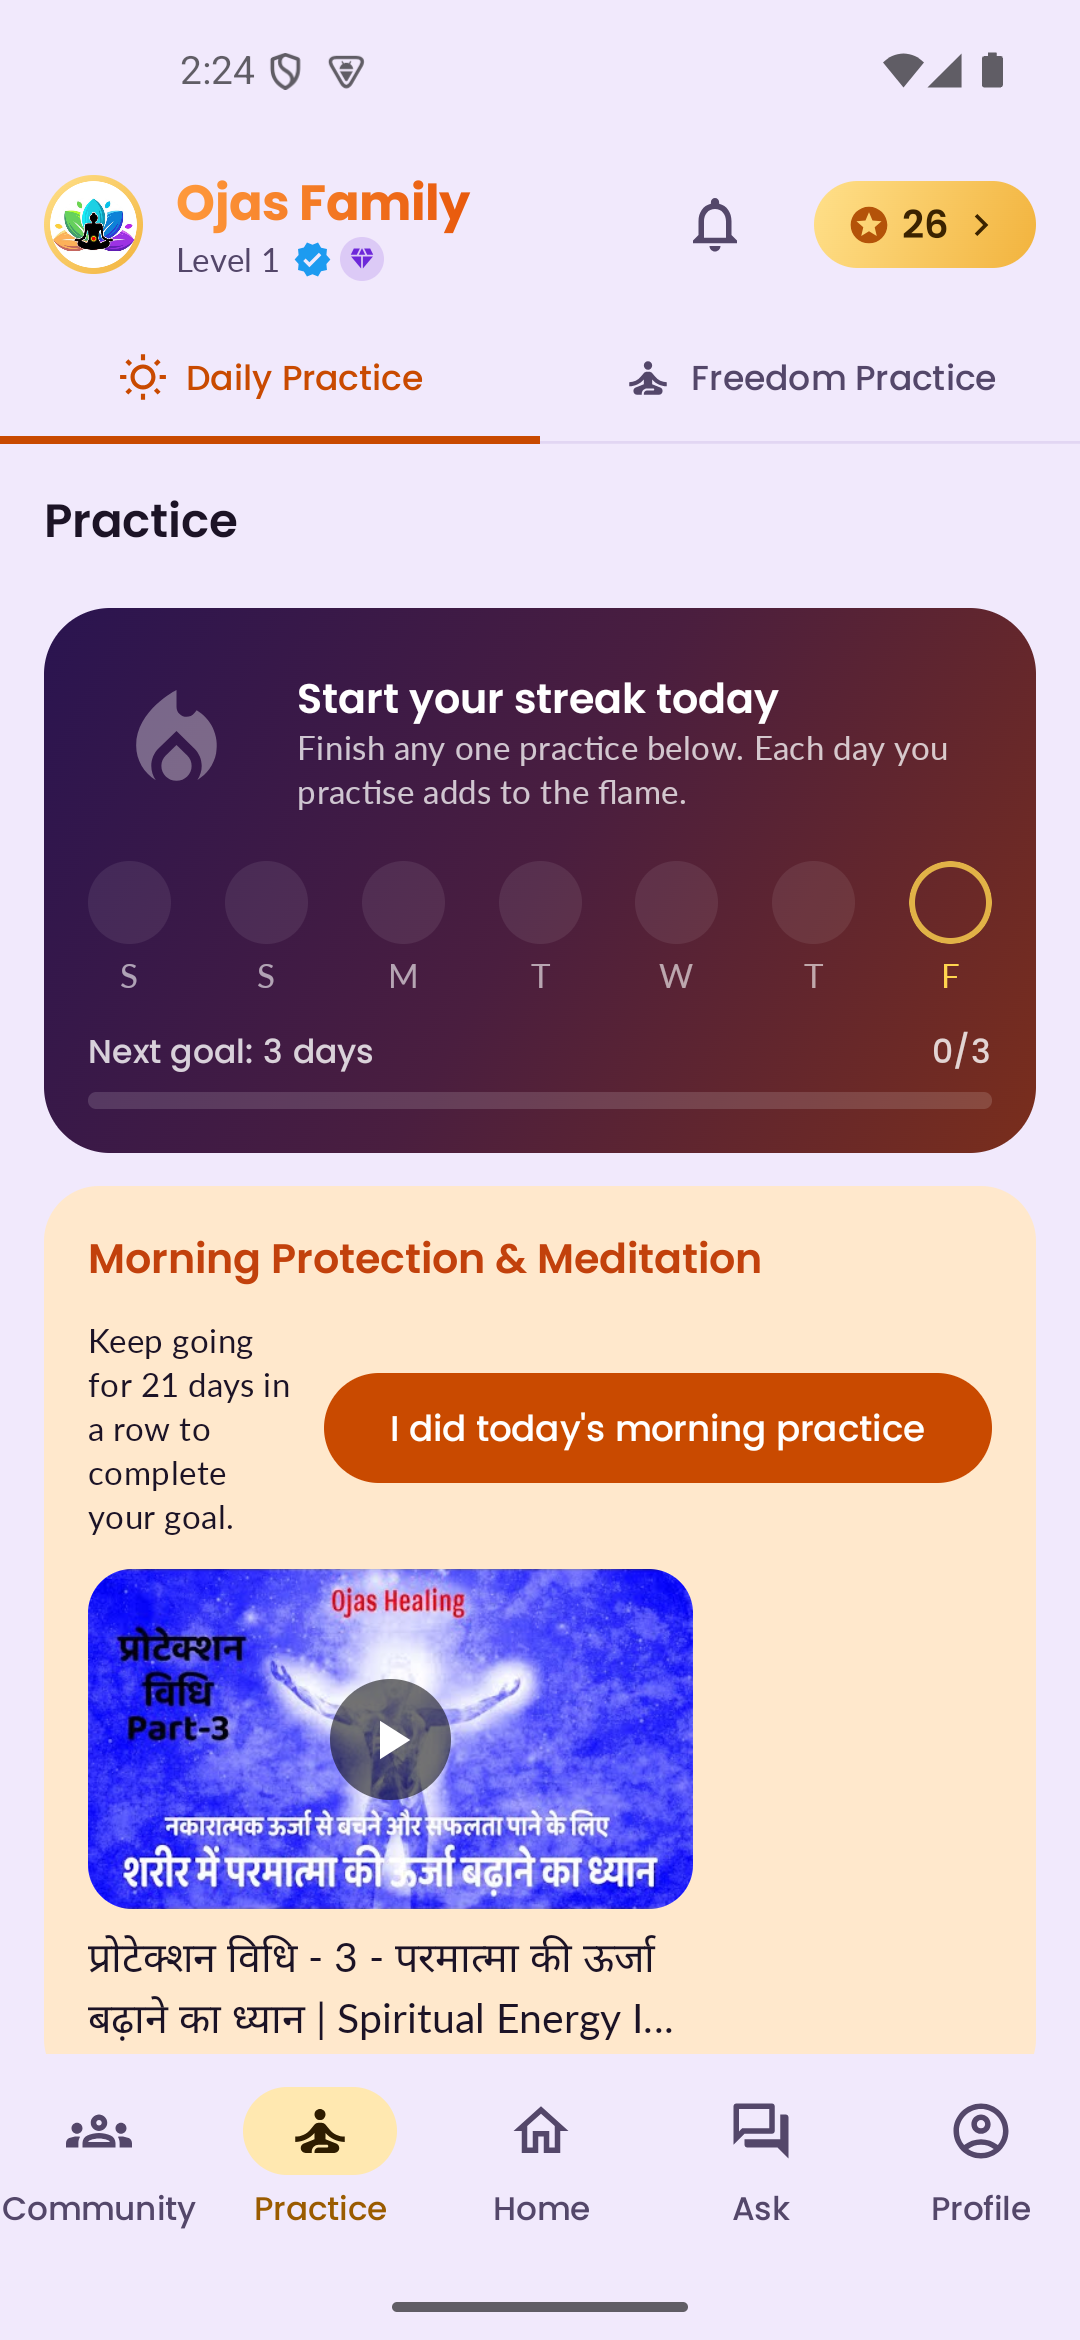 2:24
Ojas Family
26
Level 1
Daily Practice
Freedom Practice
Practice
Start your streak today
Finish any one practice below. Each day you
practise adds to the flame.
S S M T W T F
Next goal: 3 days
0/3
Morning Protection & Meditation
Keep going
for 21 days in
a row to
complete
your goal.
I did today's morning practice
Ojas Healing
प्रोटेक्शन
विधि
Part-3
नकारात्मक ऊर्जा से बचने और सफलता पाने के लिए
शरीर में परमात्मा की ऊर्जा बढ़ाने का ध्यान
प्रोटेक्शन विधि - 3 - परमात्मा की ऊर्जा
बढ़ाने का ध्यान | Spiritual Energy I...
Community
Practice
Home
Ask
Profile